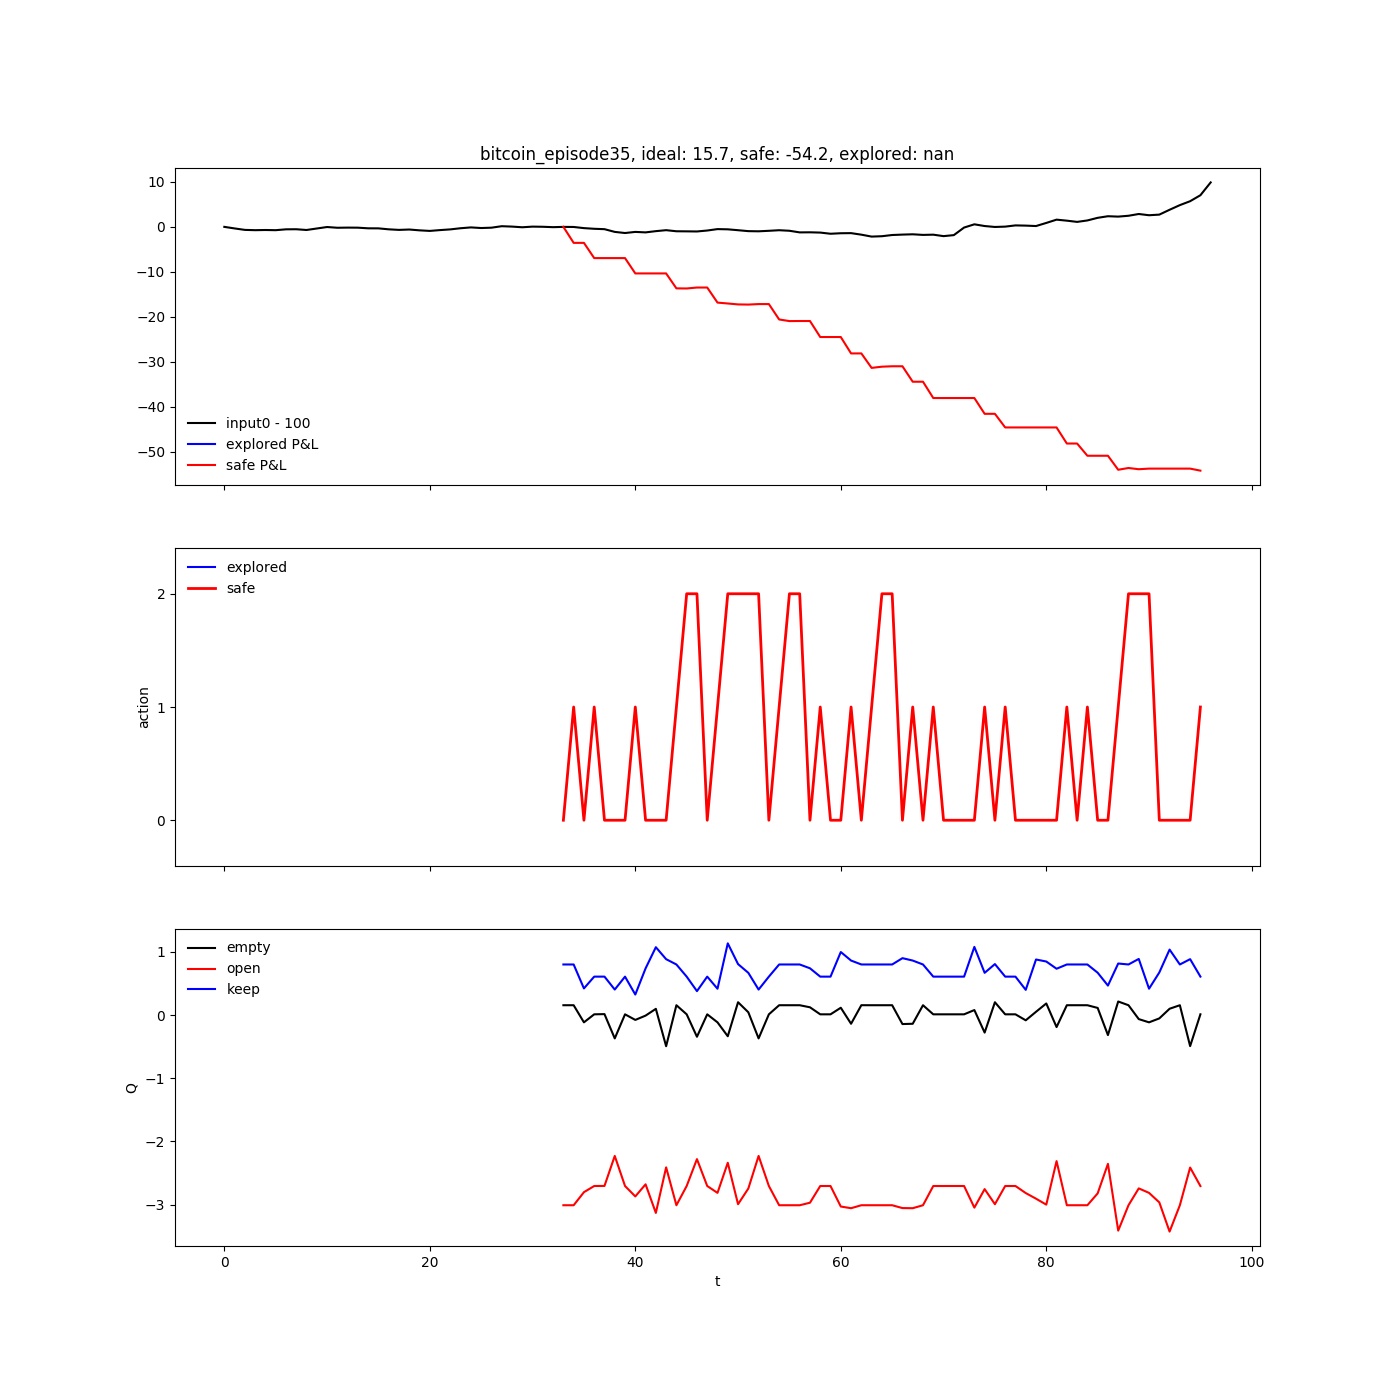 bitcoin_episode35, ideal: 15.7, safe: -54.2, explored: nan
10
0
−10
−20
−30
−40
−50
input0 - 100
explored P&L
safe P&L
explored
safe
2
1
0
action
empty
open
keep
1
0
−1
−2
−3
Q
0
20
40
60
80
100
t